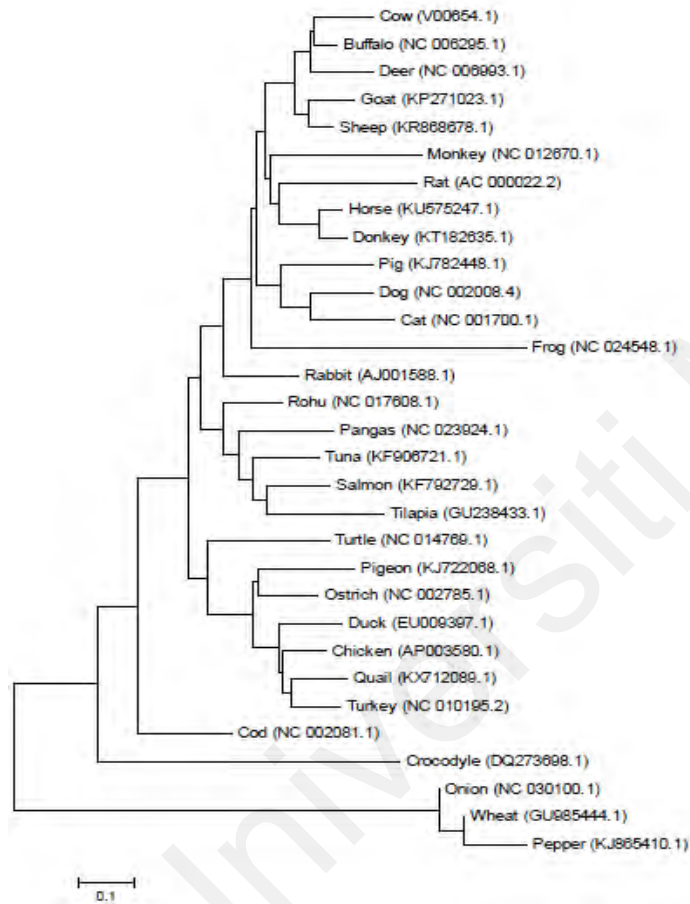 Cow (V00654.1)
Buffalo (NC 006295.1)
Deer (NC 006993.1)
Goat (KP271023.1)
Sheep (KR868678.1)
Monkey (NC 012670.1)
Rat (AC 000022.2)
Horse (KU575247.1)
Donkey (KT182635.1)
Pig (KJ782448.1)
Dog (NC 002008.4)
Cat (NC 001700.1)
Frog (NC 024548.1)
Rabbit (AJ001588.1)
Rohu (NC 017608.1)
Pangas (NC 023924.1)
Tuna (KF906721.1)
Salmon (KF792729.1)
Tilapia (GU238433.1)
Turtle (NC 014769.1)
Pigeon (KJ722068.1)
Ostrich (NC 002785.1)
Duck (EU009397.1)
Chicken (AP003580.1)
Quail (KX712089.1)
Turkey (NC 010195.2)
Cod (NC 002081.1)
Crocodyle (DQ273698.1)
Onion (NC 030100.1)
Wheat (GU985444.1)
Pepper (KJ865410.1)
0.1
Universiti